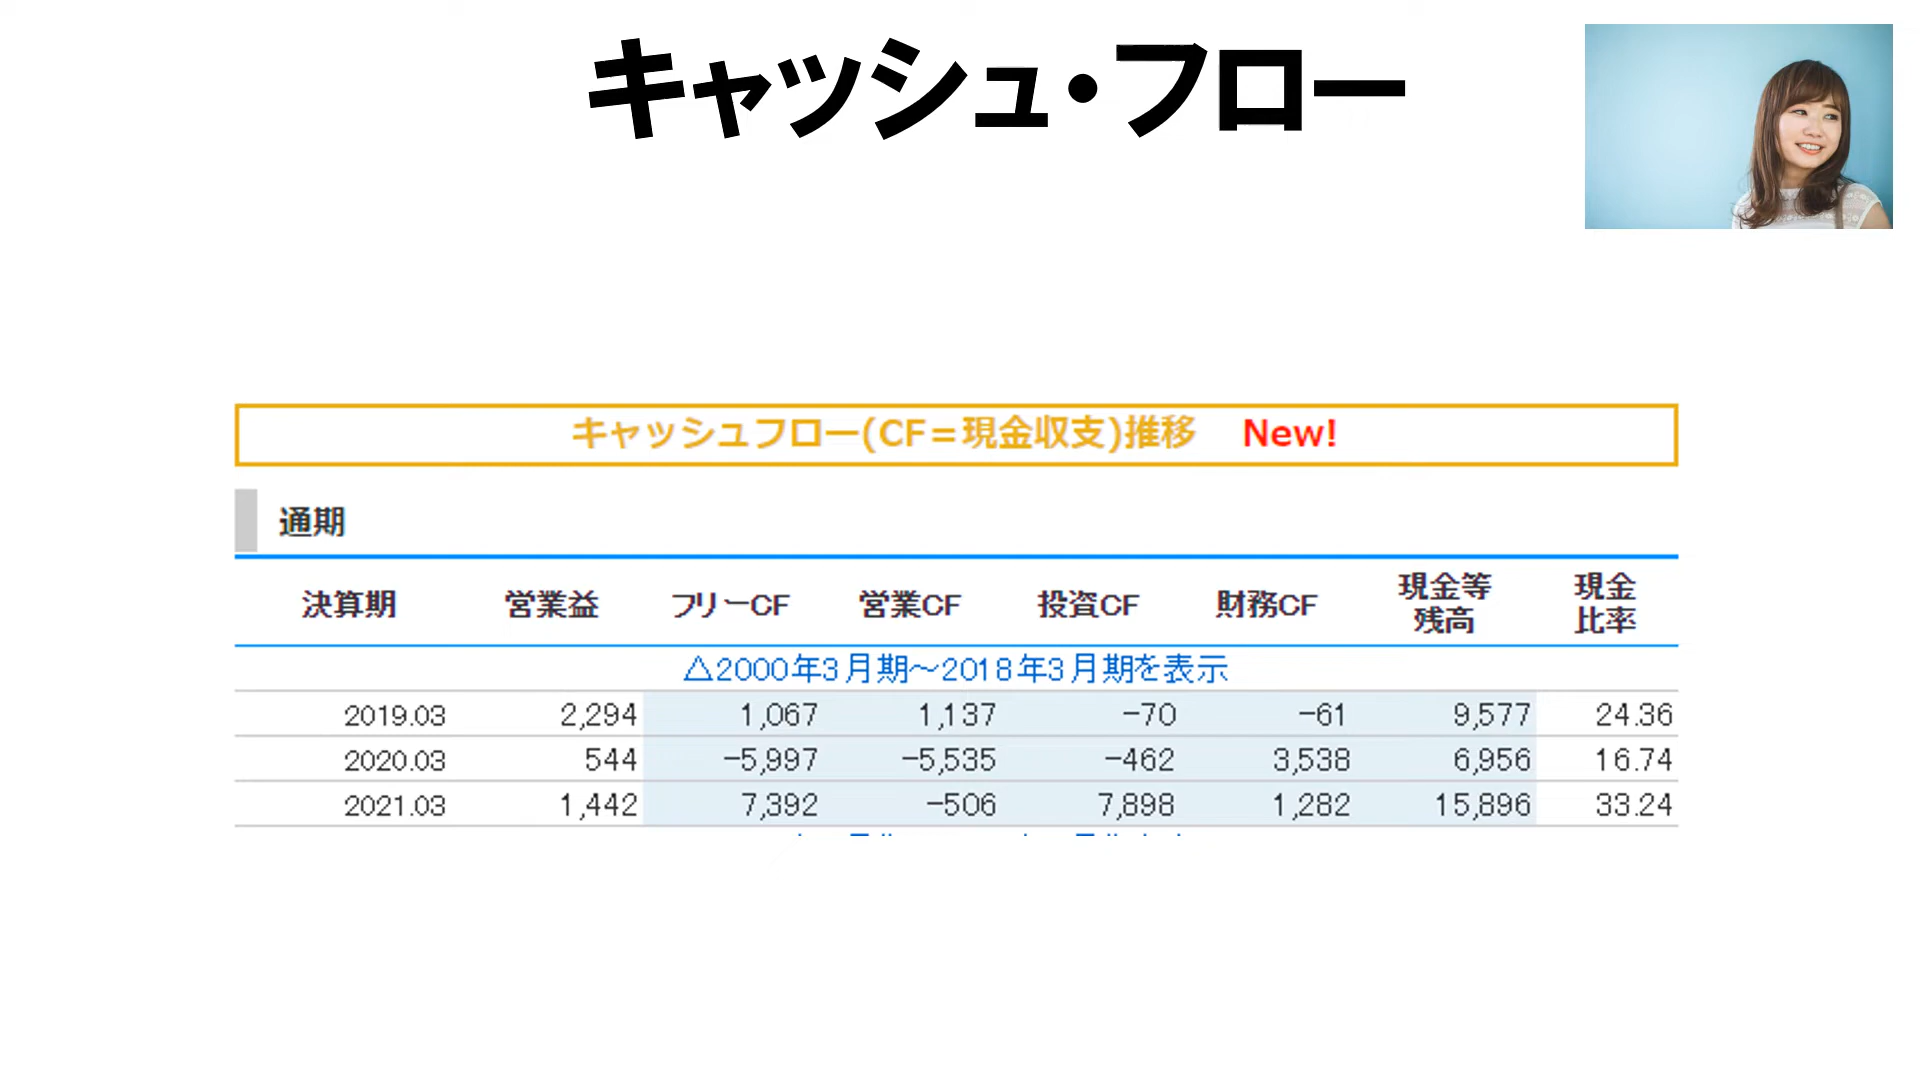 キャッシュ・フロー
キャッシュフロー(CF=現金収支)推移 New!
通期
決算期 営業益 フリーCF 営業CF 投資CF 財務CF 現金等残高 現金比率
△2000年3月期~2018年3月期を表示
2019.03 2,294 1,067 1,137 -70 -61 9,577 24.36
2020.03 544 -5,997 -5,535 -462 3,538 6,956 16.74
2021.03 1,442 7,392 -506 7,898 1,282 15,896 33.24